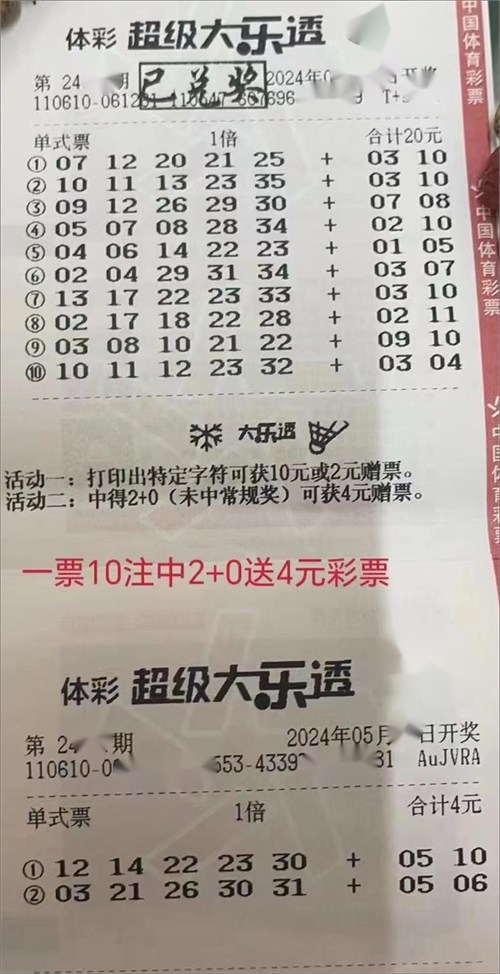 体彩 超级大乐透
第 24 期 已兑奖 2024年0 日开奖
110610-061201 110647 667696 9 T+
单式票 1倍 合计20元
① 07 12 20 21 25 + 03 10
② 10 11 13 23 35 + 03 10
③ 09 12 26 29 30 + 07 08
④ 05 07 08 28 34 + 02 10
⑤ 04 06 14 22 23 + 01 05
⑥ 02 04 29 31 34 + 03 07
⑦ 13 17 22 23 33 + 03 10
⑧ 02 17 18 22 28 + 02 11
⑨ 03 08 10 21 22 + 09 10
⑩ 10 11 12 23 32 + 03 04
大乐透
活动一：打印出特定字符可获10元或2元赠票。
活动二：中得2+0（未中常规奖）可获4元赠票。
一票10注中2+0送4元彩票
体彩 超级大乐透
第 24 期 2024年05月 日开奖
110610-0 553-4339 31 AuJVRA
单式票 1倍 合计4元
① 12 14 22 23 30 + 05 10
② 03 21 26 30 31 + 05 06
中国体育彩票
中国体育彩票
中国体育彩票